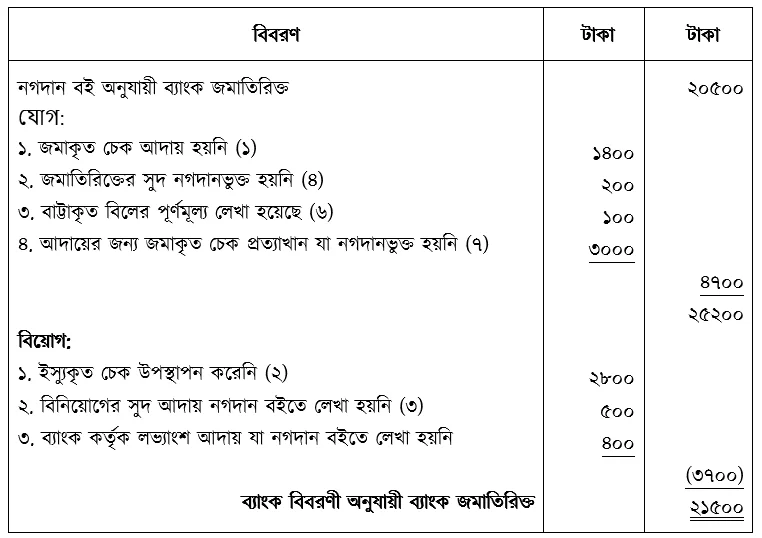 বিবরণ টাকা টাকা
নগদান বই অনুযায়ী ব্যাংক জমাতিরিক্ত ২০৫০০
যোগ:
১. জমাকৃত চেক আদায় হয়নি (১) ১৪০০
২. জমাতিরিক্তের সুদ নগদানভুক্ত হয়নি (৪) ২০০
৩. বাট্টাকৃত বিলের পূর্ণমূল্য লেখা হয়েছে (৬) ১০০
৪. আদায়ের জন্য জমাকৃত চেক প্রত্যাখান যা নগদানভুক্ত হয়নি (৭) ৩০০০
৪৭০০
২৫২০০
বিয়োগ:
১. ইস্যুকৃত চেক উপস্থাপন করেনি (২) ২৮০০
২. বিনিয়োগের সুদ আদায় নগদান বইতে লেখা হয়নি (৩) ৫০০
৩. ব্যাংক কর্তৃক লভ্যাংশ আদায় যা নগদান বইতে লেখা হয়নি ৪০০
(৩৭০০)
ব্যাংক বিবরণী অনুযায়ী ব্যাংক জমাতিরিক্ত ২১৫০০